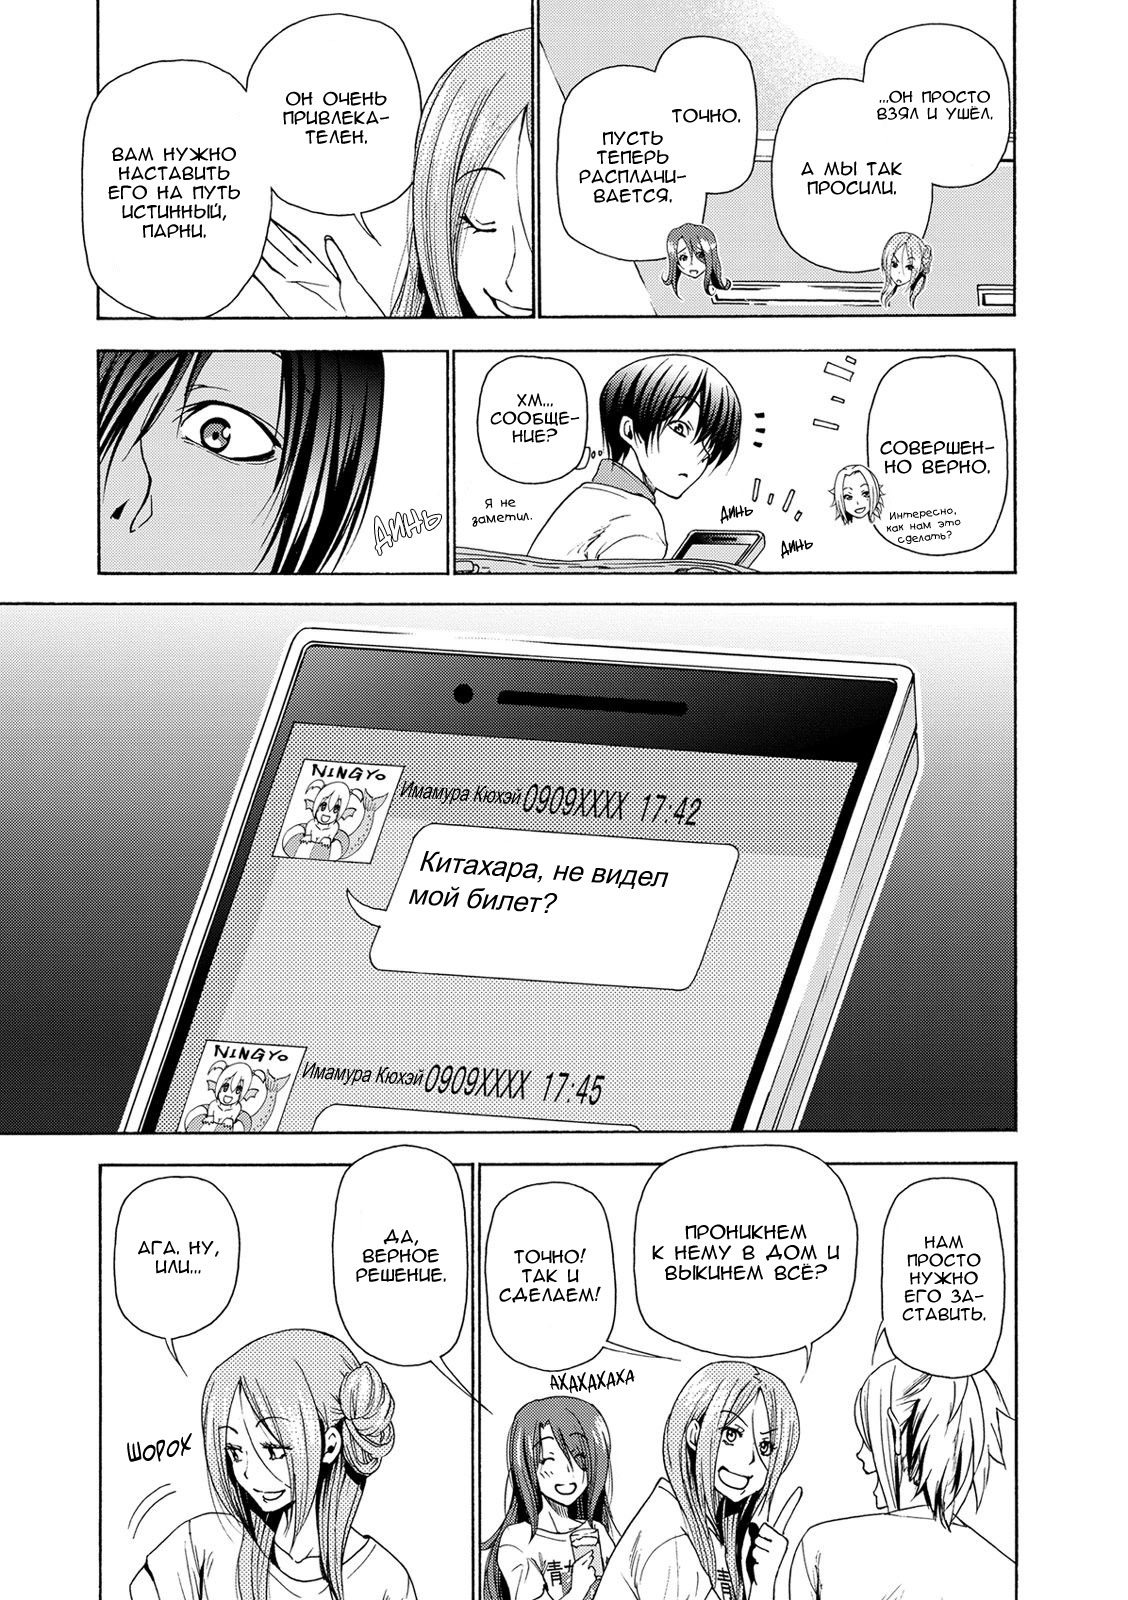 ...ОН ПРОСТО
ВЗЯЛ И УШЁЛ.
А МЫ ТАК
ПРОСИЛИ.
ТОЧНО.
ПУСТЬ
ТЕПЕРЬ
РАСПЛАЧИ-
ВАЕТСЯ.
ОН ОЧЕНЬ
ПРИВЛЕКА-
ТЕЛЕН.
ВАМ НУЖНО
НАСТАВИТЬ
ЕГО НА ПУТЬ
ИСТИННЫЙ,
ПАРНИ.
СОВЕРШЕН-
НО ВЕРНО.
Интересно,
как нам это
сделать?
ДИНЬ
ДИНЬ
ХМ...
СООБЩЕ-
НИЕ?
Я не
заметил.
ДИНЬ
NINGYO
Имамура Кюхэй 0909XXXX 17:42
Китахара, не видел
мой билет?
NINGYO
Имамура Кюхэй 0909XXXX 17:45
НАМ
ПРОСТО
НУЖНО
ЕГО ЗА-
СТАВИТЬ.
ПРОНИКНЕМ
К НЕМУ В ДОМ И
ВЫКИНЕМ ВСЁ?
ТОЧНО!
ТАК И
СДЕЛАЕМ!
АХАХАХАХА
青
青
ДА,
ВЕРНОЕ
РЕШЕНИЕ.
АГА. НУ,
ИЛИ...
ШОРОХ